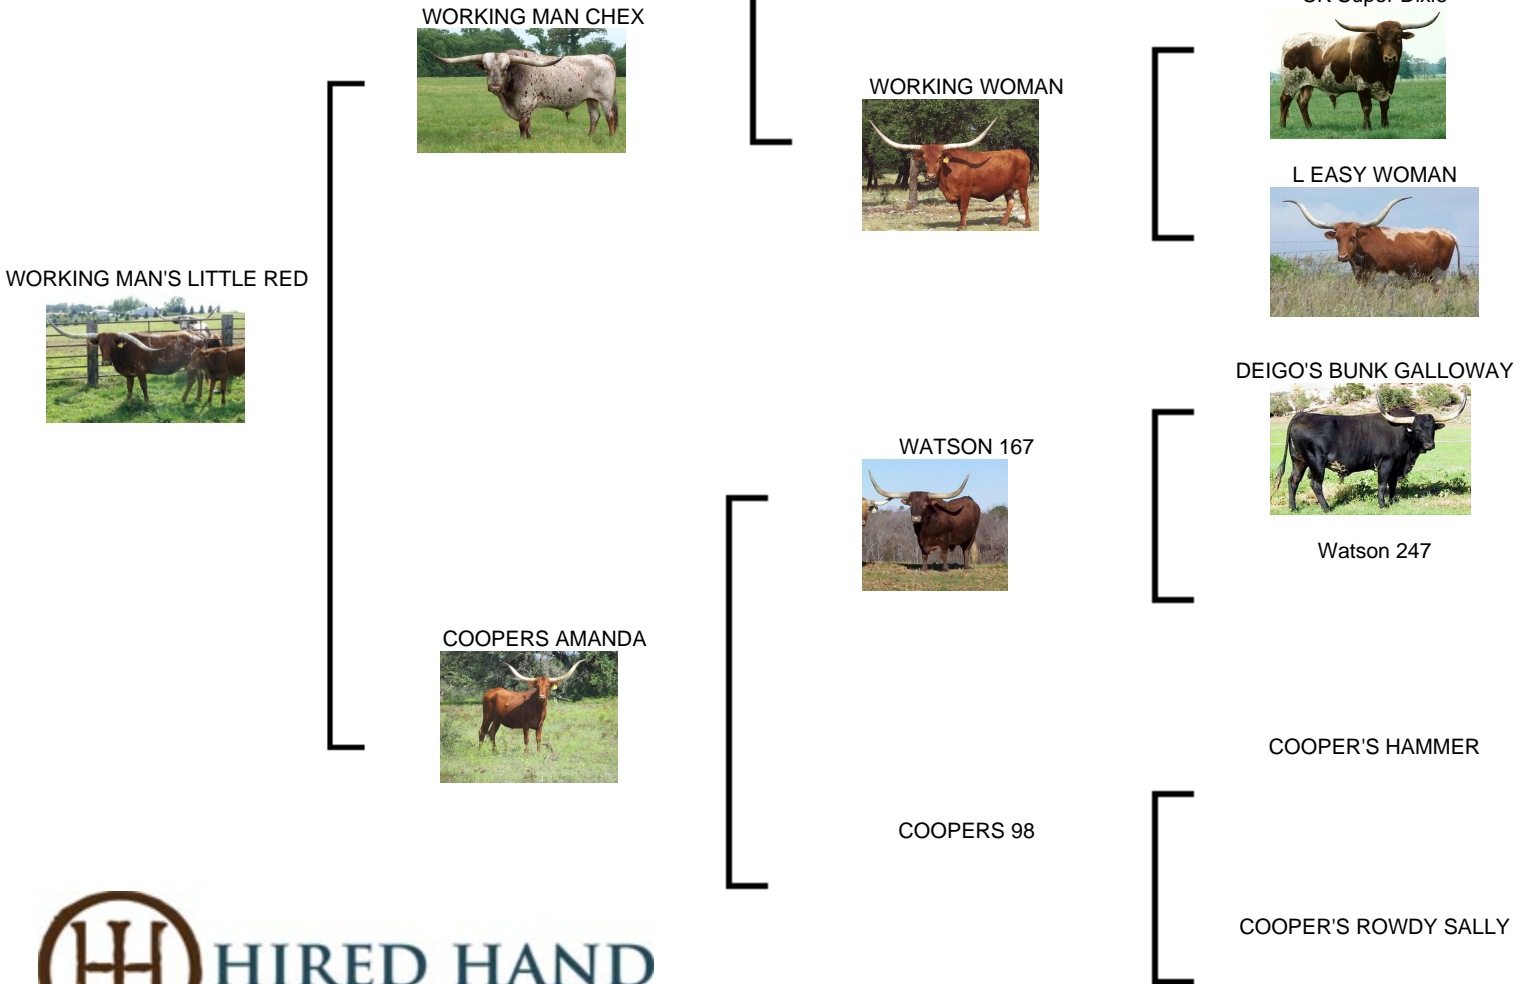 WORKING MAN CHEX
WORKING WOMAN
L EASY WOMAN
WORKING MAN'S LITTLE RED
DEIGO'S BUNK GALLOWAY
WATSON 167
Watson 247
COOPERS AMANDA
COOPER'S HAMMER
COOPERS 98
COOPER'S ROWDY SALLY
HIRED HAND